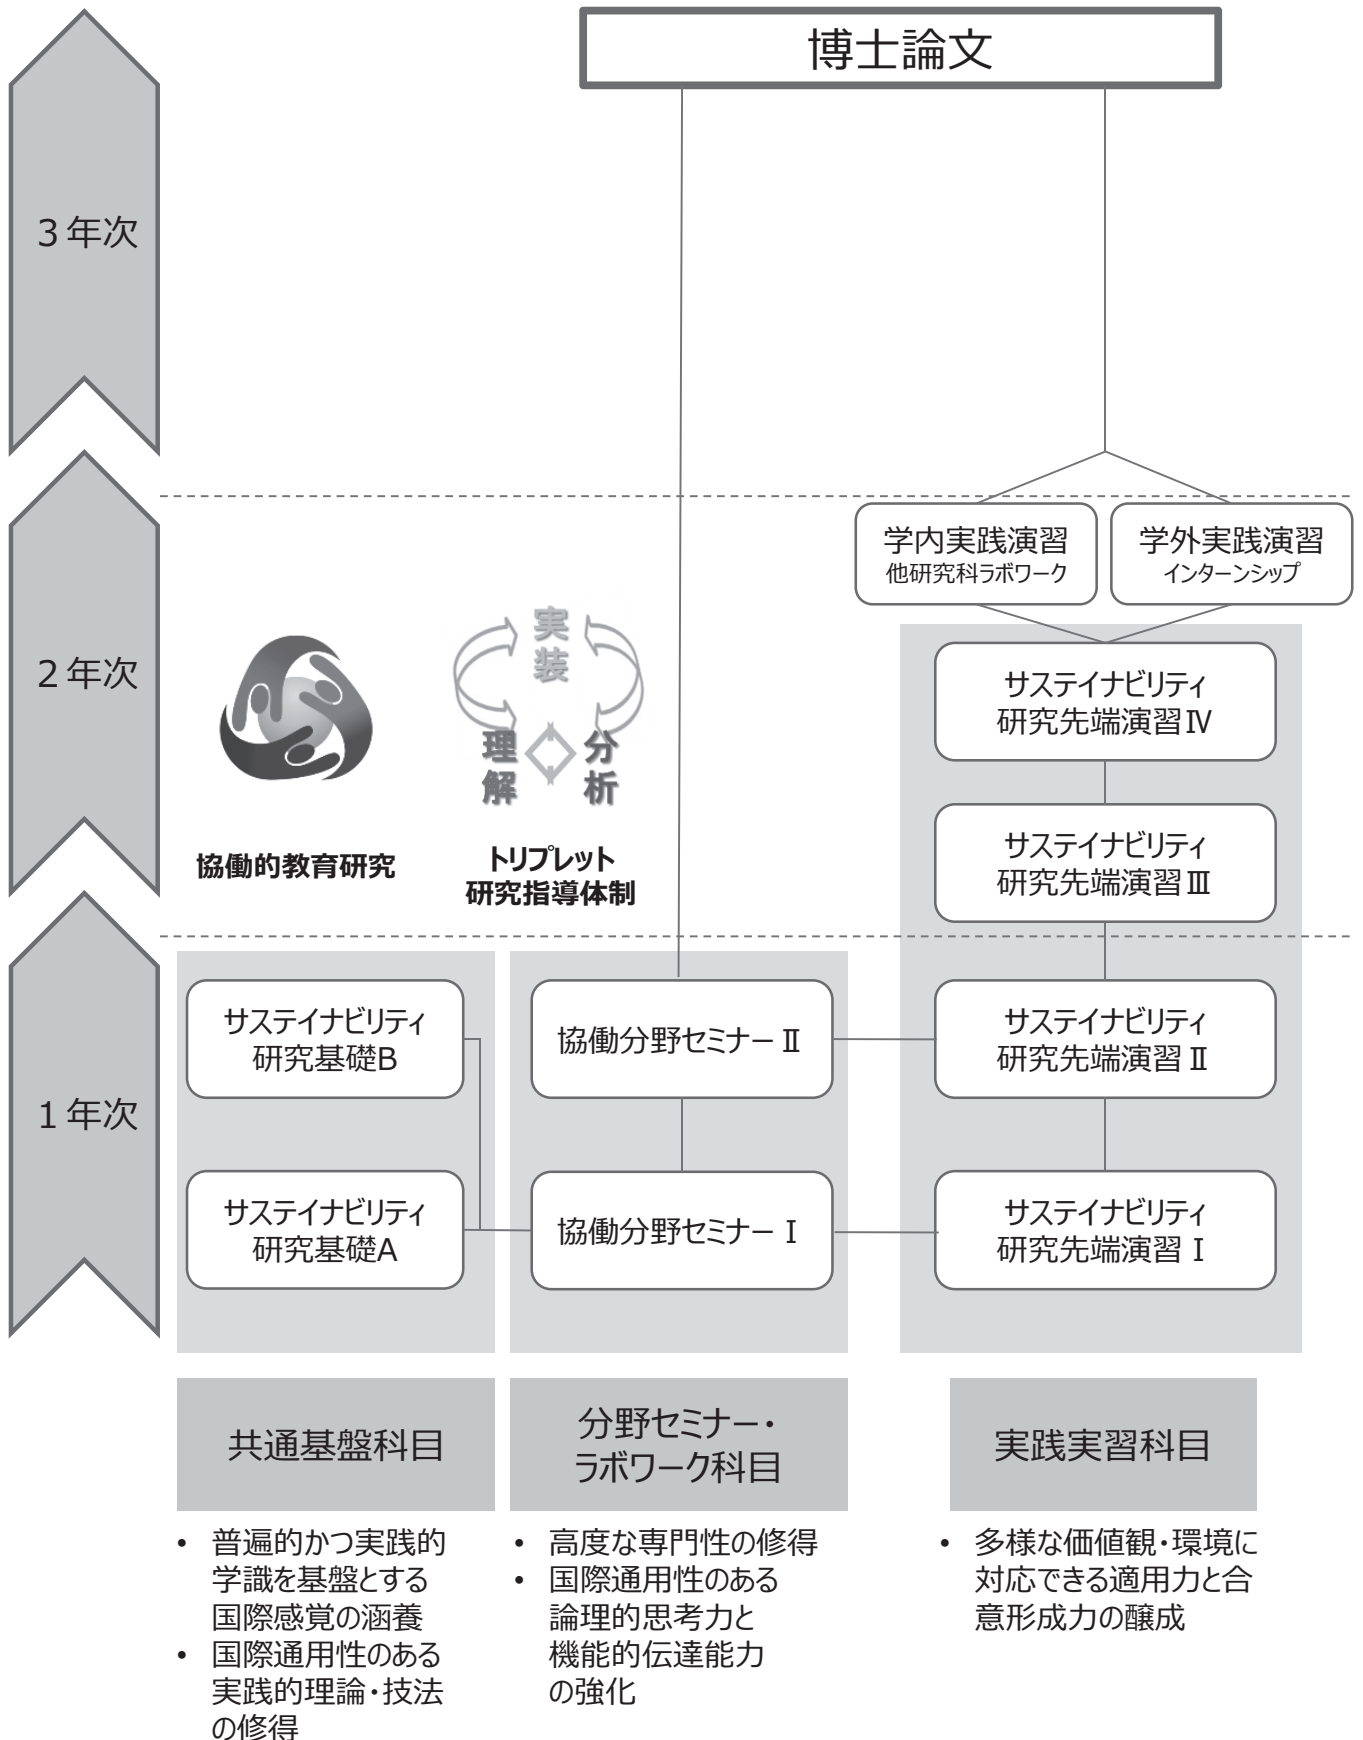 博士論文
3年次
学内実践演習
他研究科ラボワーク
学外実践演習
インターンシップ
2年次
実装
理解
分析
協働的教育研究
トリプレット
研究指導体制
サステイナビリティ
研究先端演習Ⅳ
サステイナビリティ
研究先端演習Ⅲ
1年次
サステイナビリティ
研究基礎B
協働分野セミナーⅡ
サステイナビリティ
研究先端演習Ⅱ
サステイナビリティ
研究基礎A
協働分野セミナーⅠ
サステイナビリティ
研究先端演習Ⅰ
共通基盤科目
分野セミナー・
ラボワーク科目
実践実習科目
• 普遍的かつ実践的
学識を基盤とする
国際感覚の涵養
• 国際通用性のある
実践的理論・技法
の修得
• 高度な専門性の修得
• 国際通用性のある
論理的思考力と
機能的伝達能力
の強化
• 多様な価値観・環境に
対応できる適用力と合
意形成力の醸成